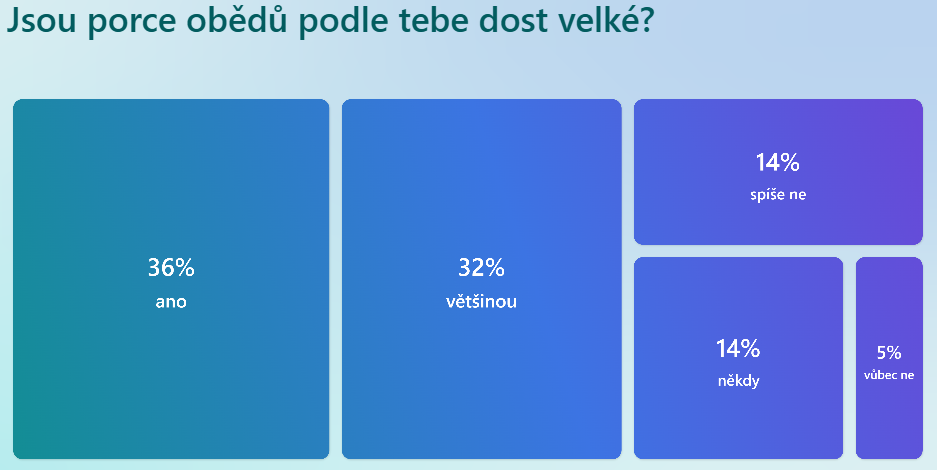 Jsou porce obědů podle tebe dost velké?
36%
ano
32%
většinou
14%
spíše ne
14%
někdy
5%
vůbec ne